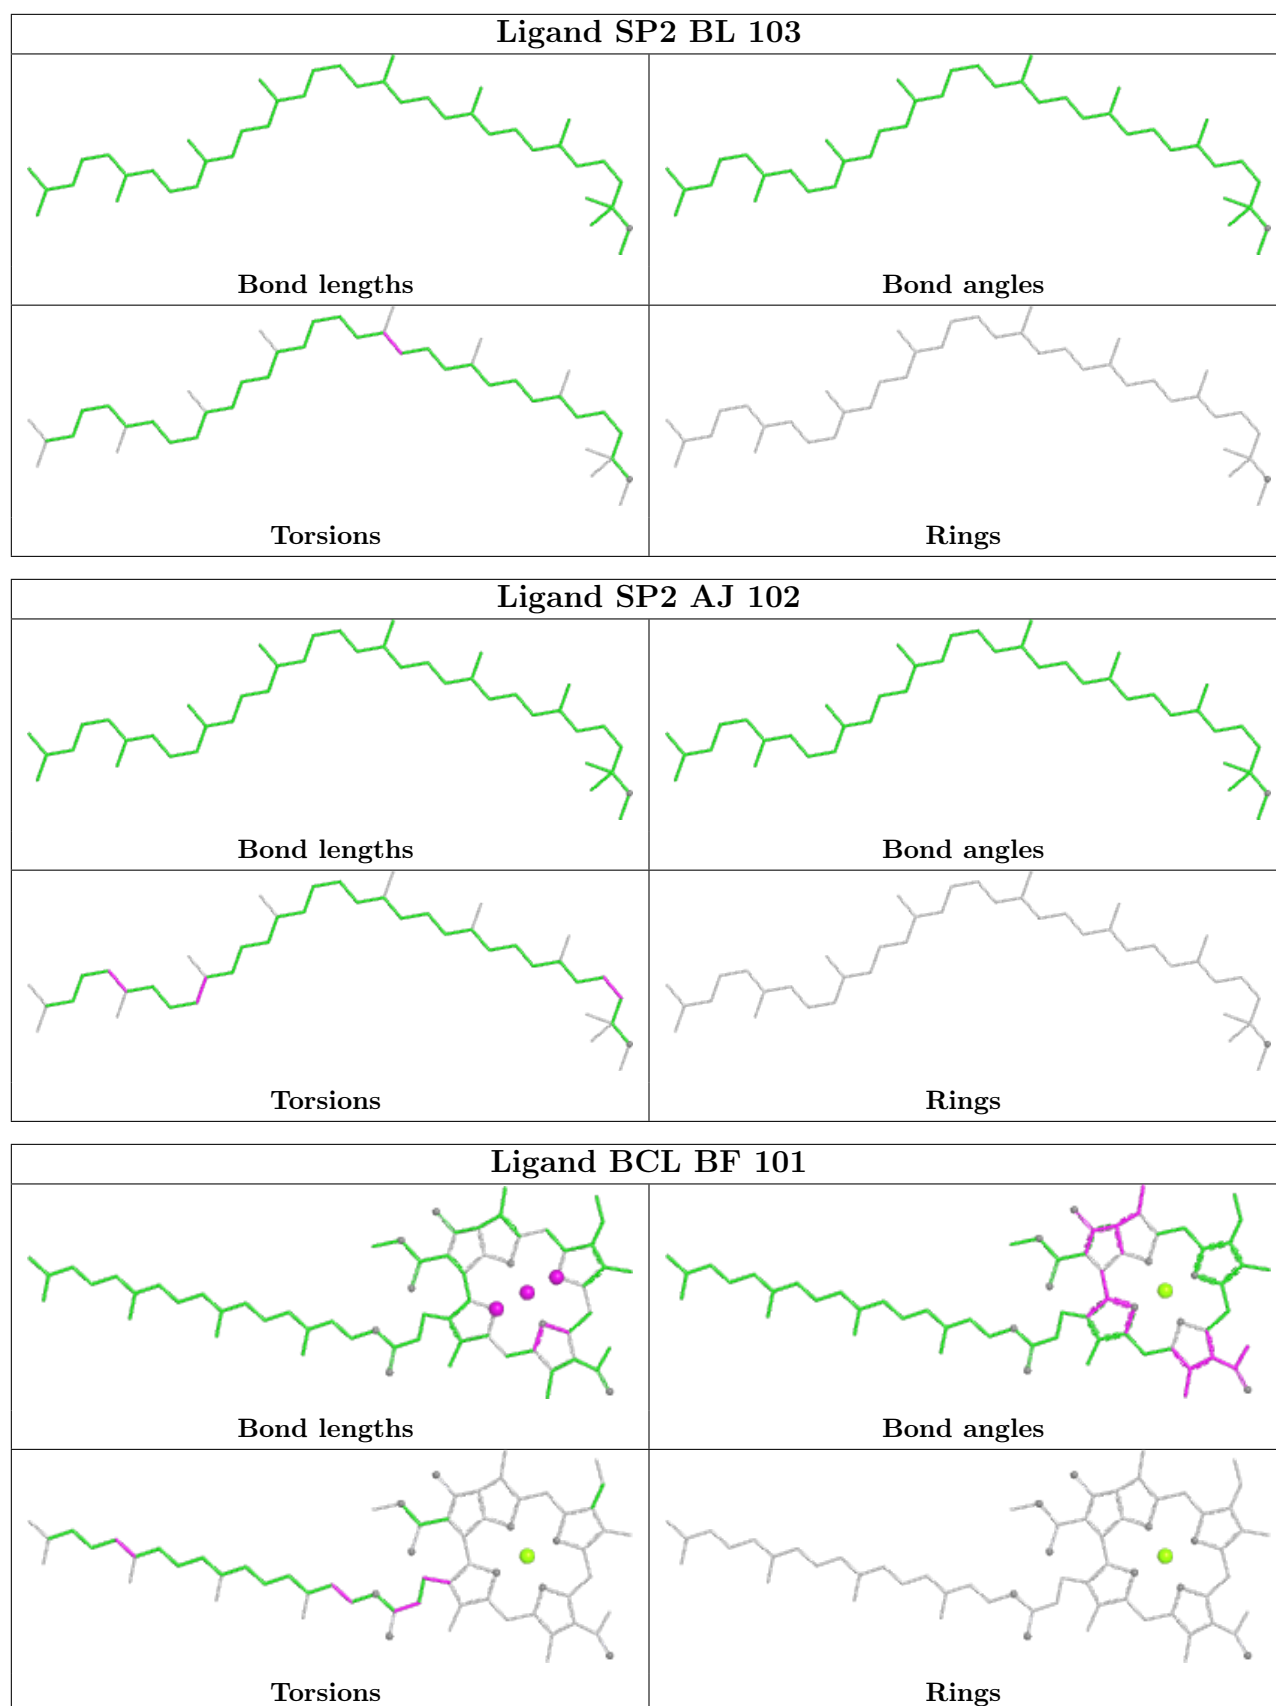 Ligand SP2 BL 103
Bond lengths
Bond angles
Torsions
Rings
Ligand SP2 AJ 102
Bond lengths
Bond angles
Torsions
Rings
Ligand BCL BF 101
Bond lengths
Bond angles
Torsions
Rings